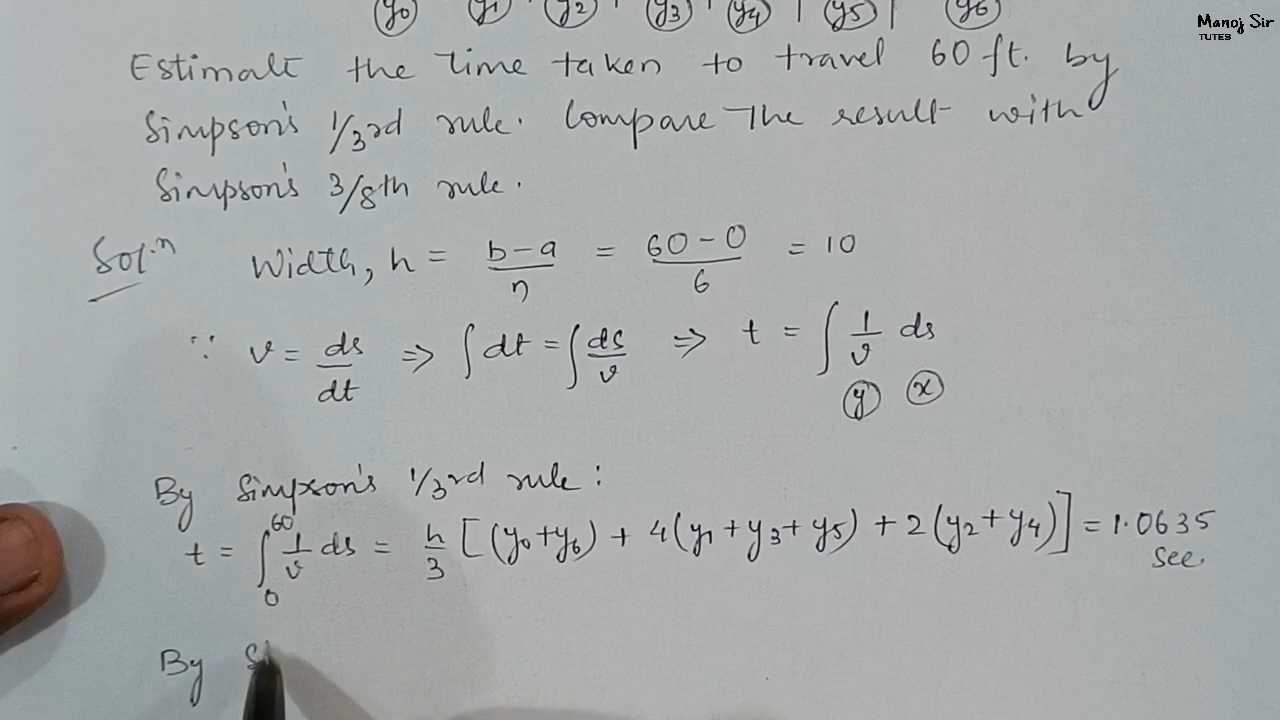 y0 y1 y2 y3 y4 y5 y6
Manoj Sir
TUTES
Estimate the time taken to travel 60 ft. by
Simpson's 1/3rd rule. Compare the result with
Simpson's 3/8th rule.
Sol.n Width, h = (b-a)/n = (60-0)/6 = 10
∵ v = ds/dt ⇒ ∫dt = ∫ds/v ⇒ t = ∫ 1/v ds
y x
By Simpson's 1/3rd rule:
t = ∫₀⁶⁰ 1/v ds = h/3 [(y0+y6) + 4(y1+y3+y5) + 2(y2+y4)] = 1.0635
Sec.
By S